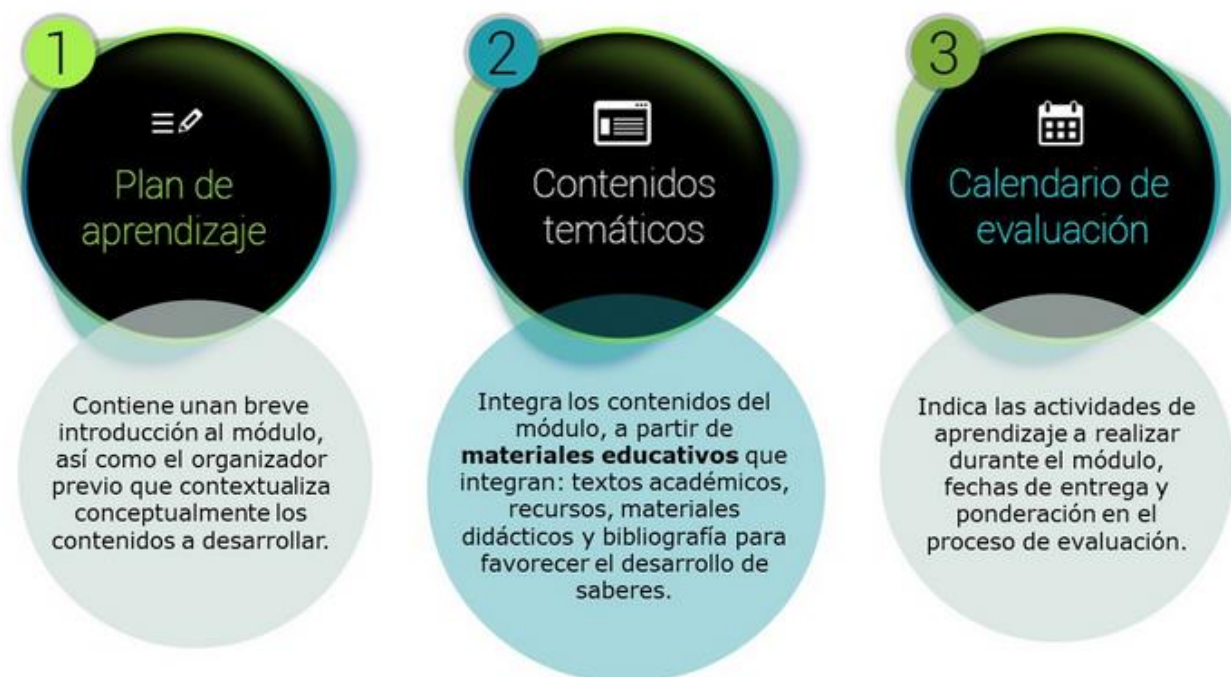 1
Plan de
aprendizaje
Contiene unan breve
introducción al módulo,
así como el organizador
previo que contextualiza
conceptualmente los
contenidos a desarrollar.
2
Contenidos
temáticos
Integra los contenidos del
módulo, a partir de
materiales educativos que
integran: textos académicos,
recursos, materiales
didácticos y bibliografía para
favorecer el desarrollo de
saberes.
3
Calendario de
evaluación
Indica las actividades de
aprendizaje a realizar
durante el módulo,
fechas de entrega y
ponderación en el
proceso de evaluación.